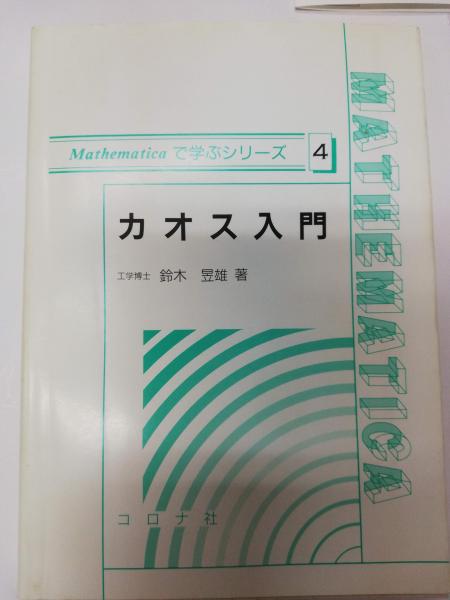 Mathematicaで学ぶシリーズ 4
カオス入門
工学博士 鈴木 昱雄 著
コロナ社
MATHEMATICA